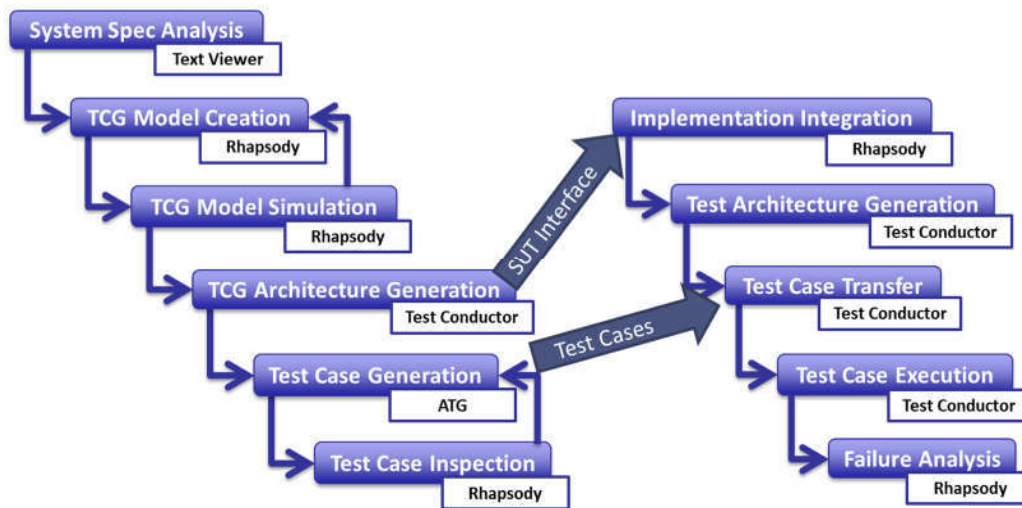 System Spec Analysis
Text Viewer
TCG Model Creation
Rhapsody
TCG Model Simulation
Rhapsody
TCG Architecture Generation
Test Conductor
Test Case Generation
ATG
Test Case Inspection
Rhapsody
SUT Interface
Test Cases
Implementation Integration
Rhapsody
Test Architecture Generation
Test Conductor
Test Case Transfer
Test Conductor
Test Case Execution
Test Conductor
Failure Analysis
Rhapsody